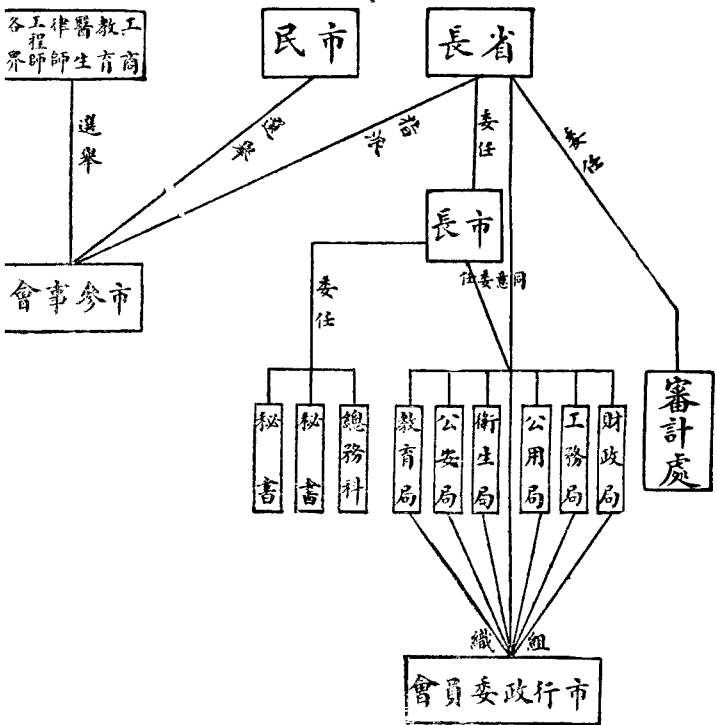 省長
市民
工商
教育
醫生
律師
工程師
各界
委任
委任
指派
選舉
選舉
市長
同意委任
委任
市參事會
審計處
財政局
工務局
公用局
衛生局
公安局
教育局
總務科
秘書
秘書
組織
市行政委員會